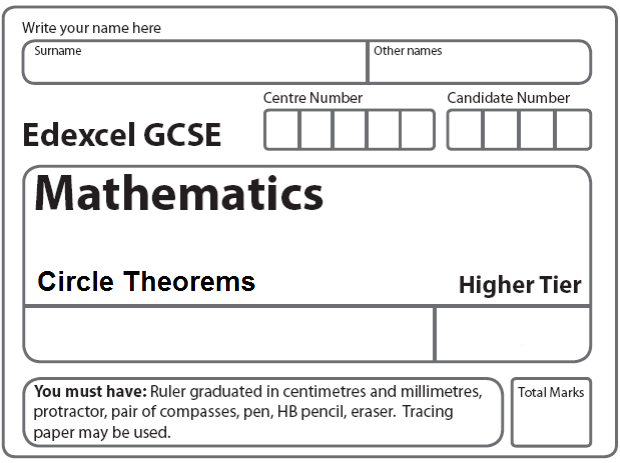 Write your name here
Surname
Other names
Centre Number
Candidate Number
Edexcel GCSE
Mathematics
Circle Theorems
Higher Tier
You must have: Ruler graduated in centimetres and millimetres,
protractor, pair of compasses, pen, HB pencil, eraser. Tracing
paper may be used.
Total Marks